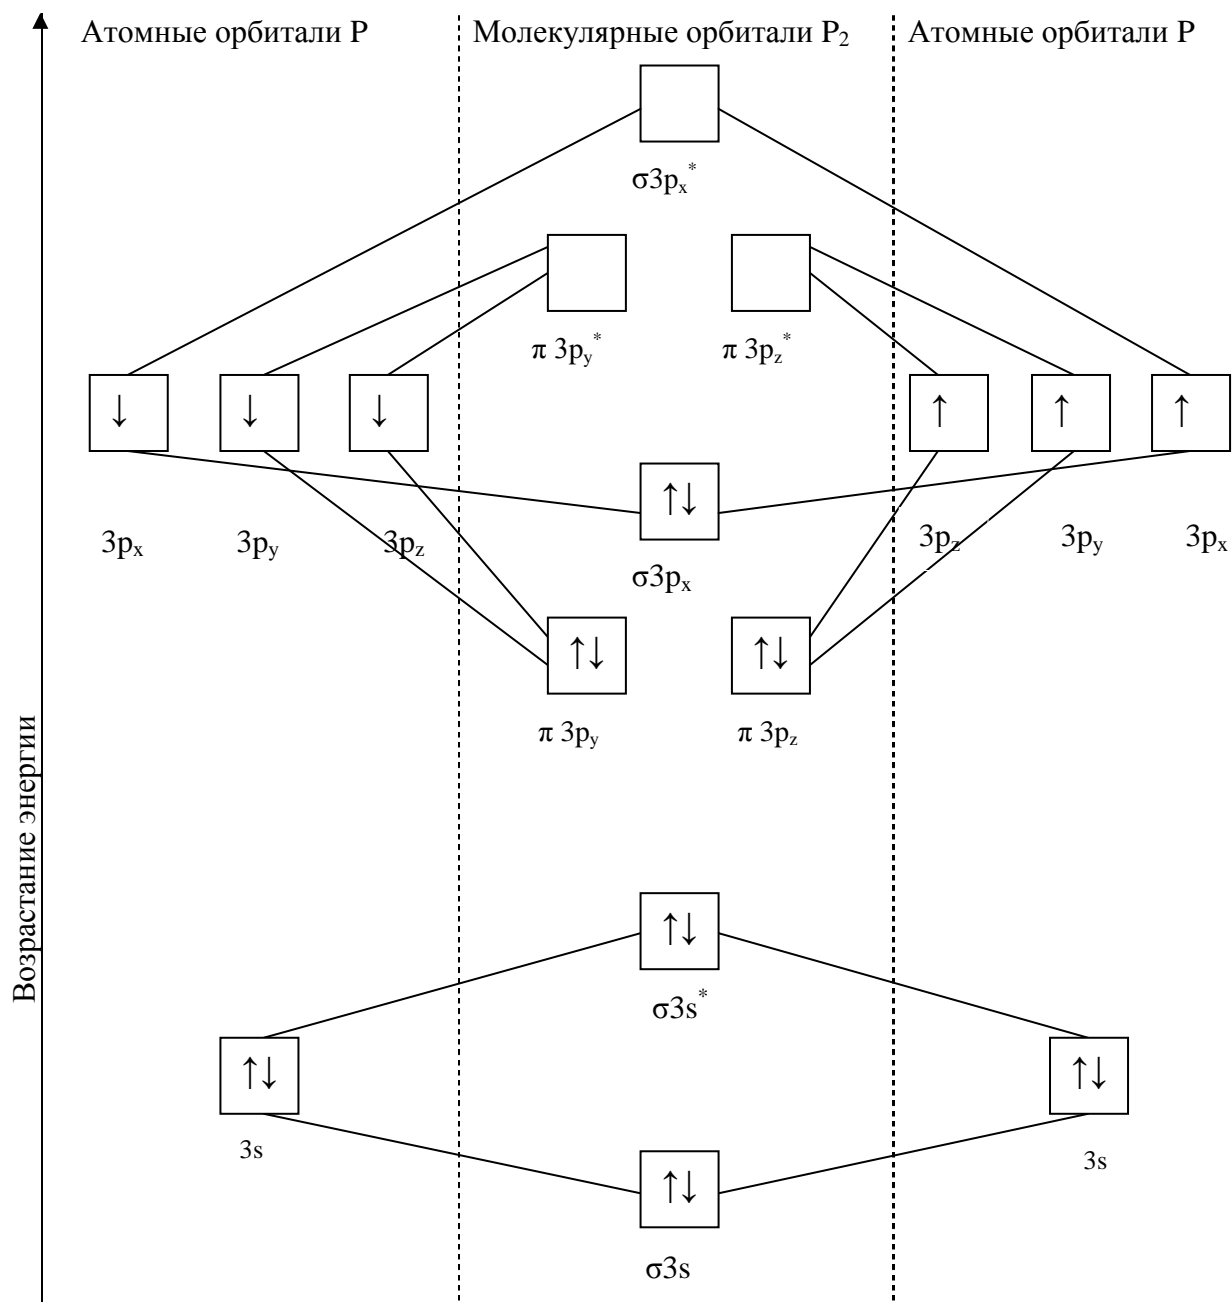 Атомные орбитали P
Молекулярные орбитали P₂
Атомные орбитали P
σ3pₓ*
π 3pᵧ*
π 3p_z*
↓
↓
↓
↑
↑
↑
↑↓
3pₓ
3pᵧ
3p_z
3p_z
3pᵧ
3pₓ
σ3pₓ
↑↓
↑↓
π 3pᵧ
π 3p_z
Возрастание энергии
↑↓
σ3s*
↑↓
↑↓
3s
3s
↑↓
σ3s